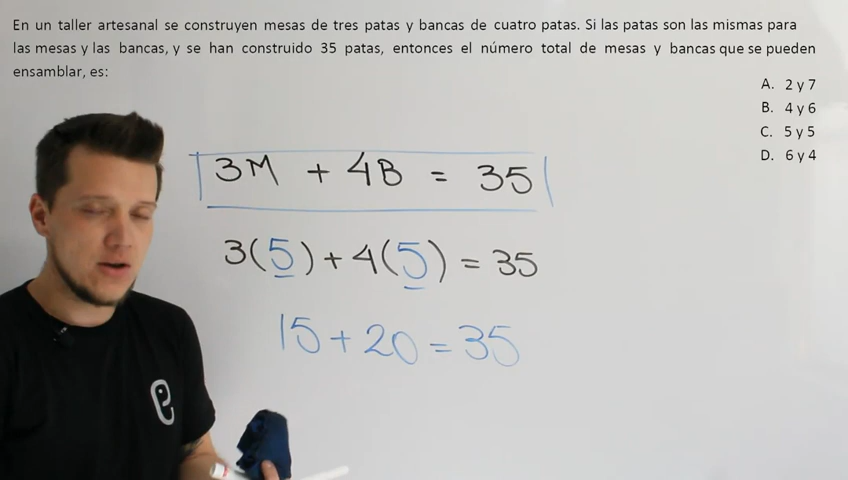 En un taller artesanal se construyen mesas de tres patas y bancas de cuatro patas. Si las patas son las mismas para
las mesas y las bancas, y se han construido 35 patas, entonces el número total de mesas y bancas que se pueden
ensamblar, es:
A. 2 y 7
B. 4 y 6
C. 5 y 5
D. 6 y 4
3M + 4B = 35
3(5) + 4(5) = 35
15 + 20 = 35